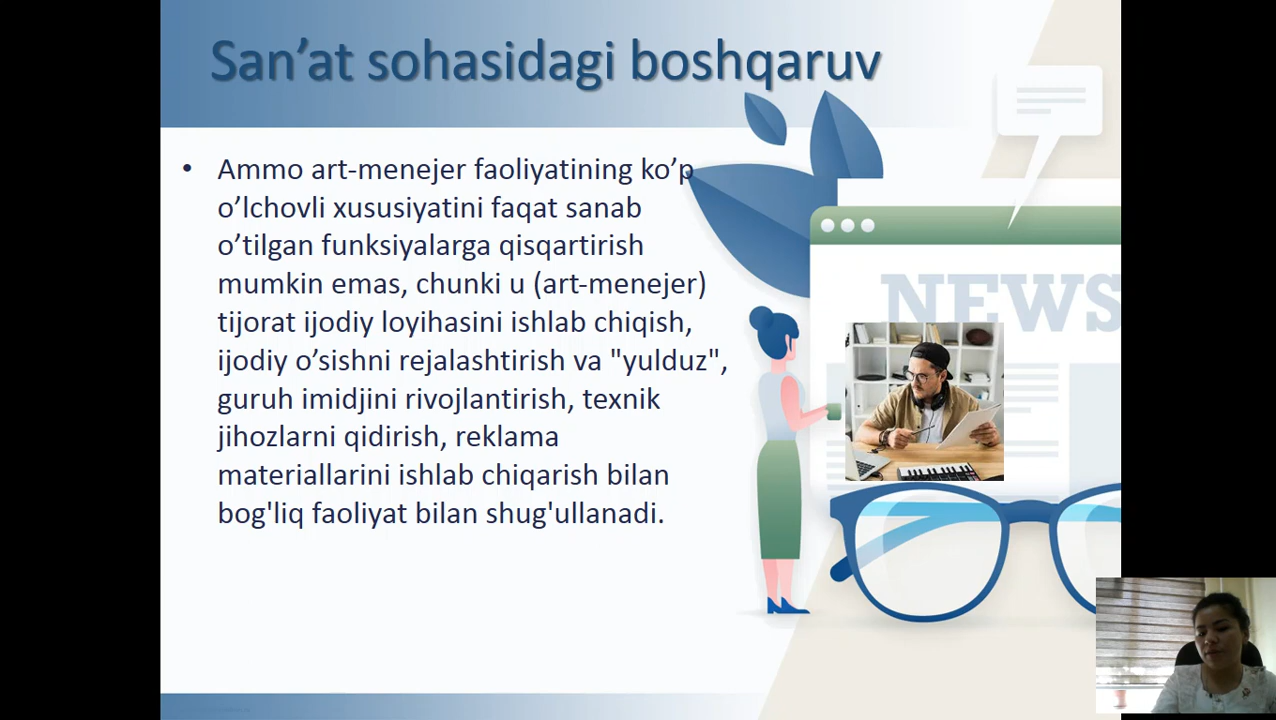 San’at sohasidagi boshqaruv
• Ammo art-menejer faoliyatining ko’p
o’lchovli xususiyatini faqat sanab
o’tilgan funksiyalarga qisqartirish
mumkin emas, chunki u (art-menejer)
tijorat ijodiy loyihasini ishlab chiqish,
ijodiy o’sishni rejalashtirish va "yulduz",
guruh imidjini rivojlantirish, texnik
jihozlarni qidirish, reklama
materiallarini ishlab chiqarish bilan
bog'liq faoliyat bilan shug'ullanadi.
NEWS